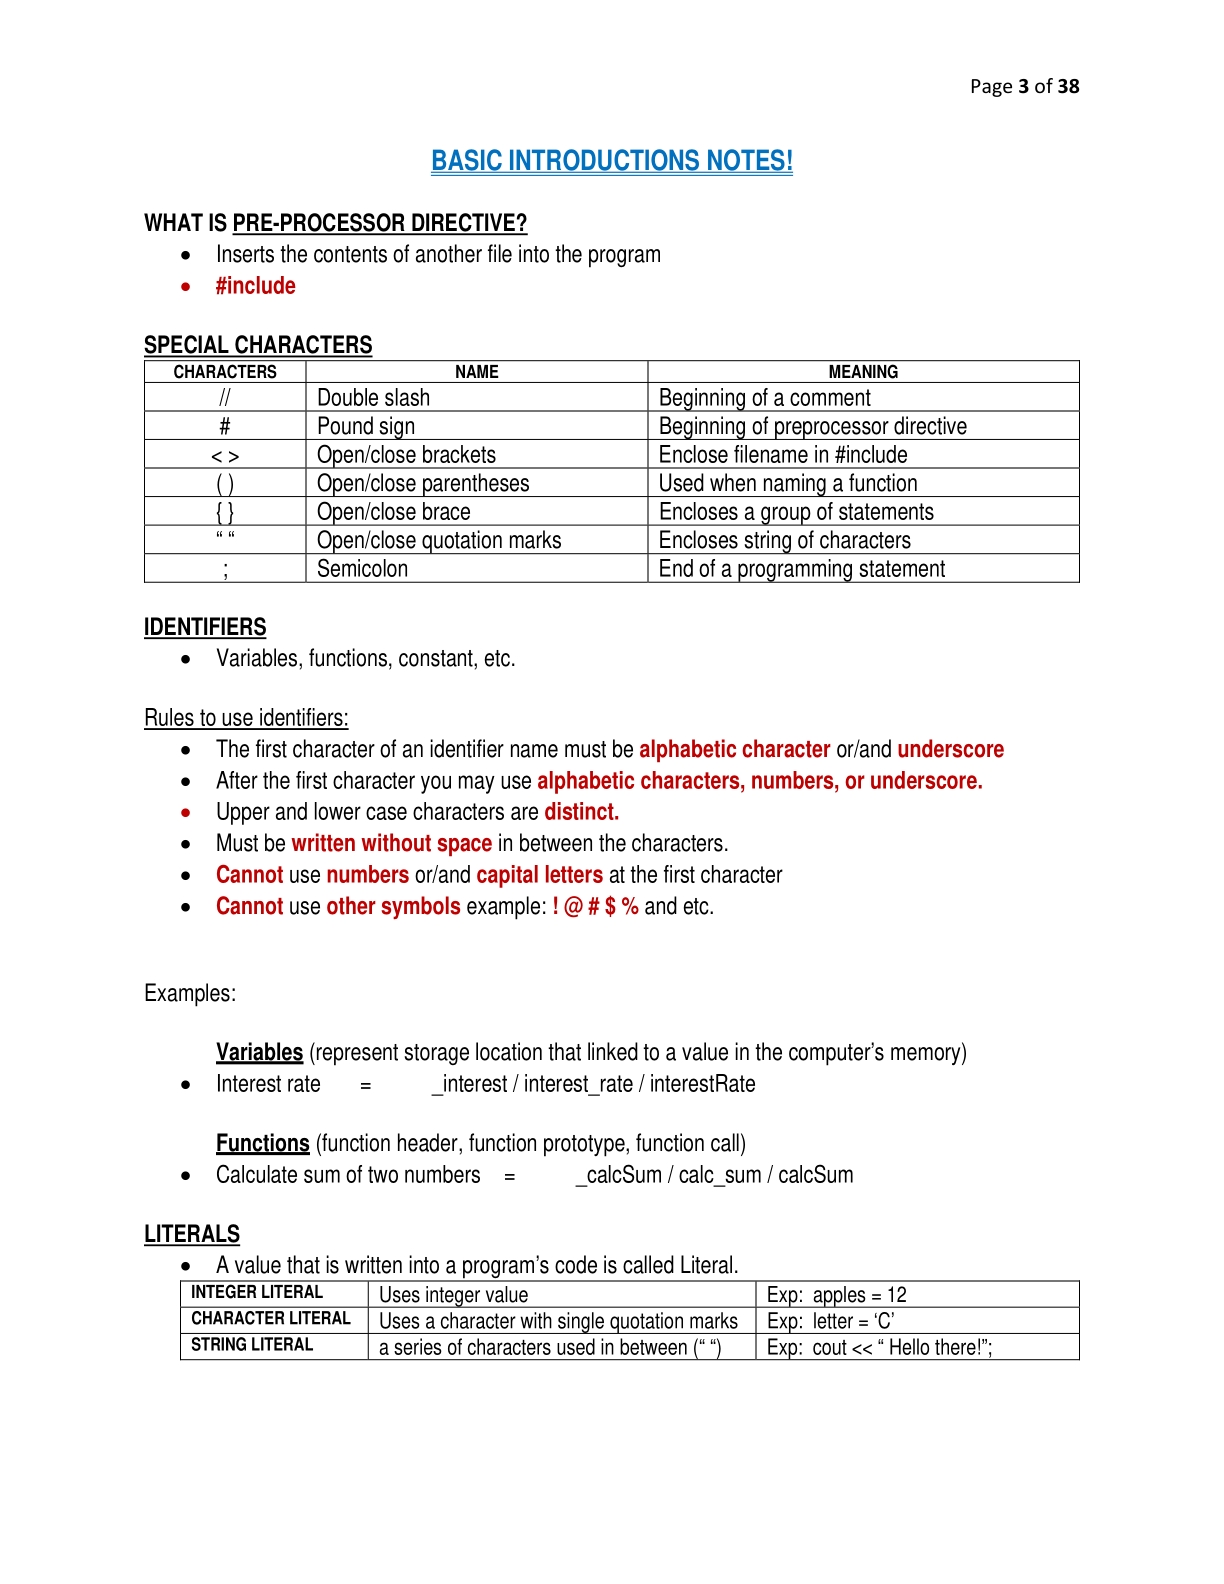 Page 3 of 38
BASIC INTRODUCTIONS NOTES!
WHAT IS PRE-PROCESSOR DIRECTIVE?
• Inserts the contents of another file into the program
• #include
SPECIAL CHARACTERS
CHARACTERS NAME MEANING
// Double slash Beginning of a comment
# Pound sign Beginning of preprocessor directive
< > Open/close brackets Enclose filename in #include
( ) Open/close parentheses Used when naming a function
{ } Open/close brace Encloses a group of statements
“ “ Open/close quotation marks Encloses string of characters
; Semicolon End of a programming statement
IDENTIFIERS
• Variables, functions, constant, etc.
Rules to use identifiers:
• The first character of an identifier name must be alphabetic character or/and underscore
• After the first character you may use alphabetic characters, numbers, or underscore.
• Upper and lower case characters are distinct.
• Must be written without space in between the characters.
• Cannot use numbers or/and capital letters at the first character
• Cannot use other symbols example: ! @ # $ % and etc.
Examples:
Variables (represent storage location that linked to a value in the computer’s memory)
• Interest rate = _interest / interest_rate / interestRate
Functions (function header, function prototype, function call)
• Calculate sum of two numbers = _calcSum / calc_sum / calcSum
LITERALS
• A value that is written into a program’s code is called Literal.
INTEGER LITERAL Uses integer value Exp: apples = 12
CHARACTER LITERAL Uses a character with single quotation marks Exp: letter = ‘C’
STRING LITERAL a series of characters used in between (“ “) Exp: cout << “ Hello there!”;